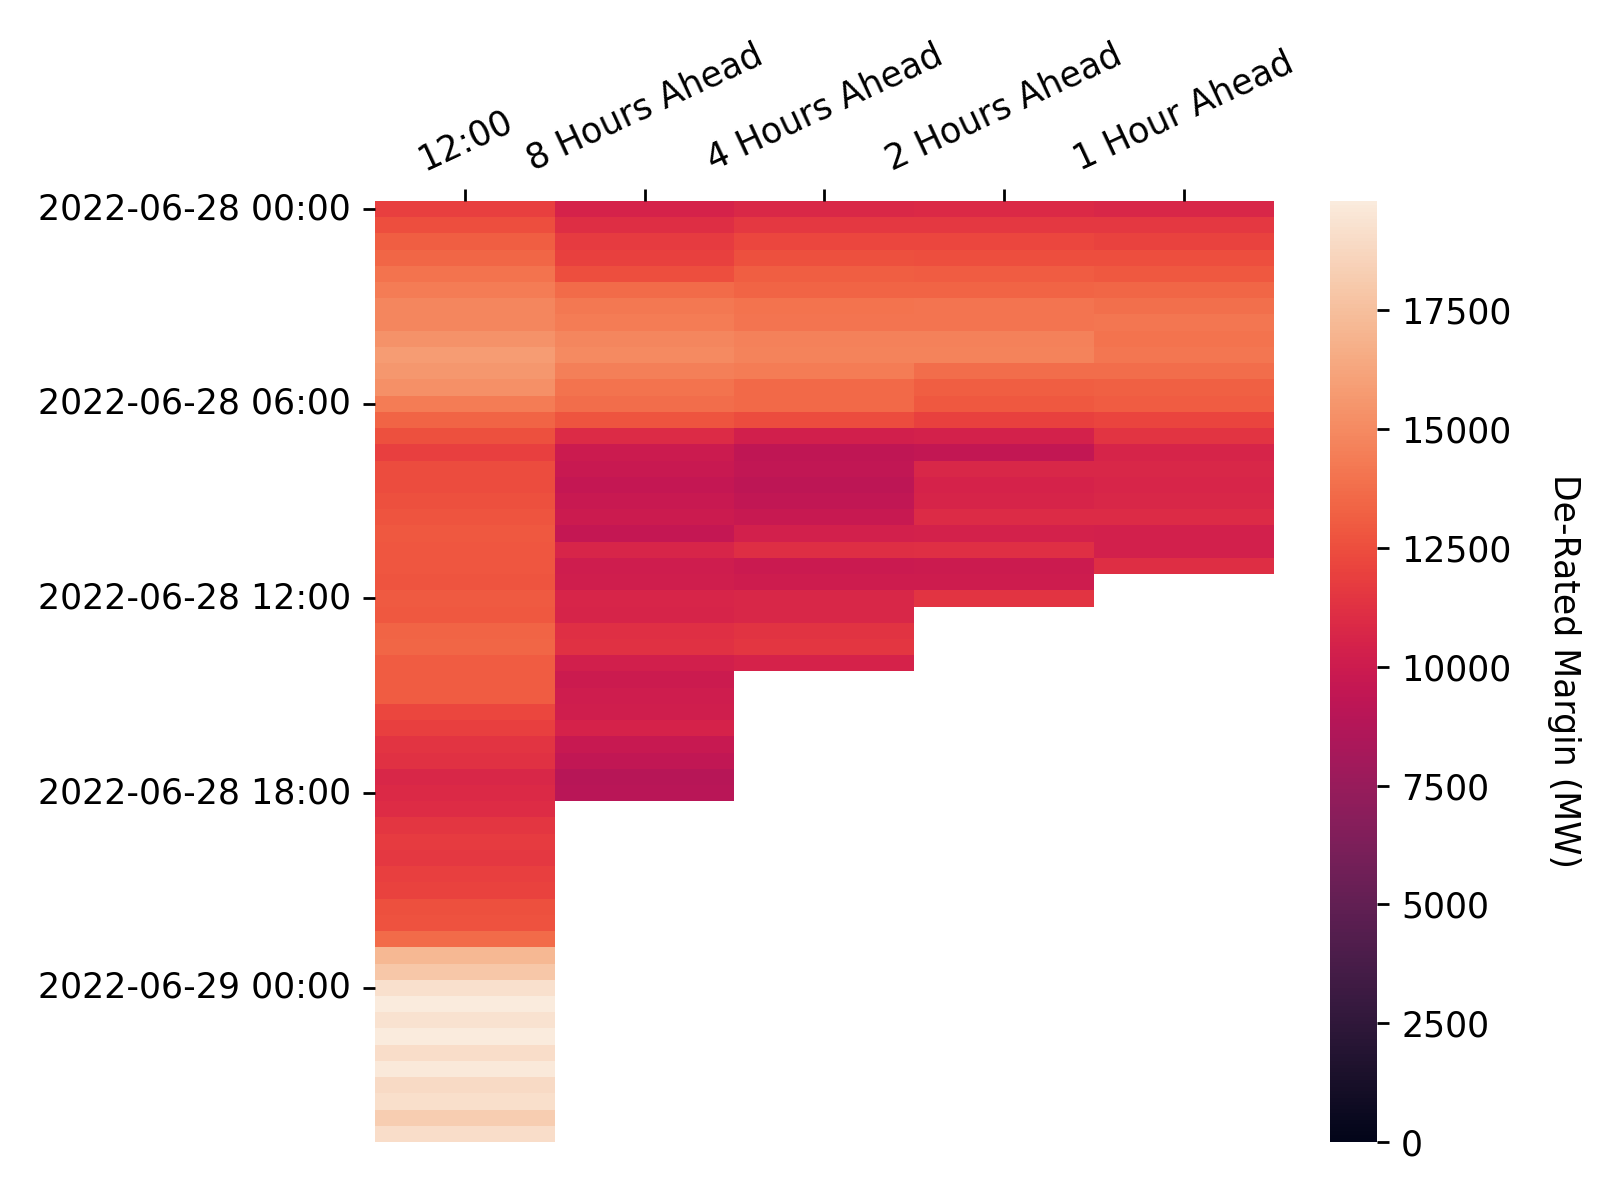 12:00
8 Hours Ahead
4 Hours Ahead
2 Hours Ahead
1 Hour Ahead
2022-06-28 00:00
2022-06-28 06:00
2022-06-28 12:00
2022-06-28 18:00
2022-06-29 00:00
17500
15000
12500
10000
7500
5000
2500
0
De-Rated Margin (MW)